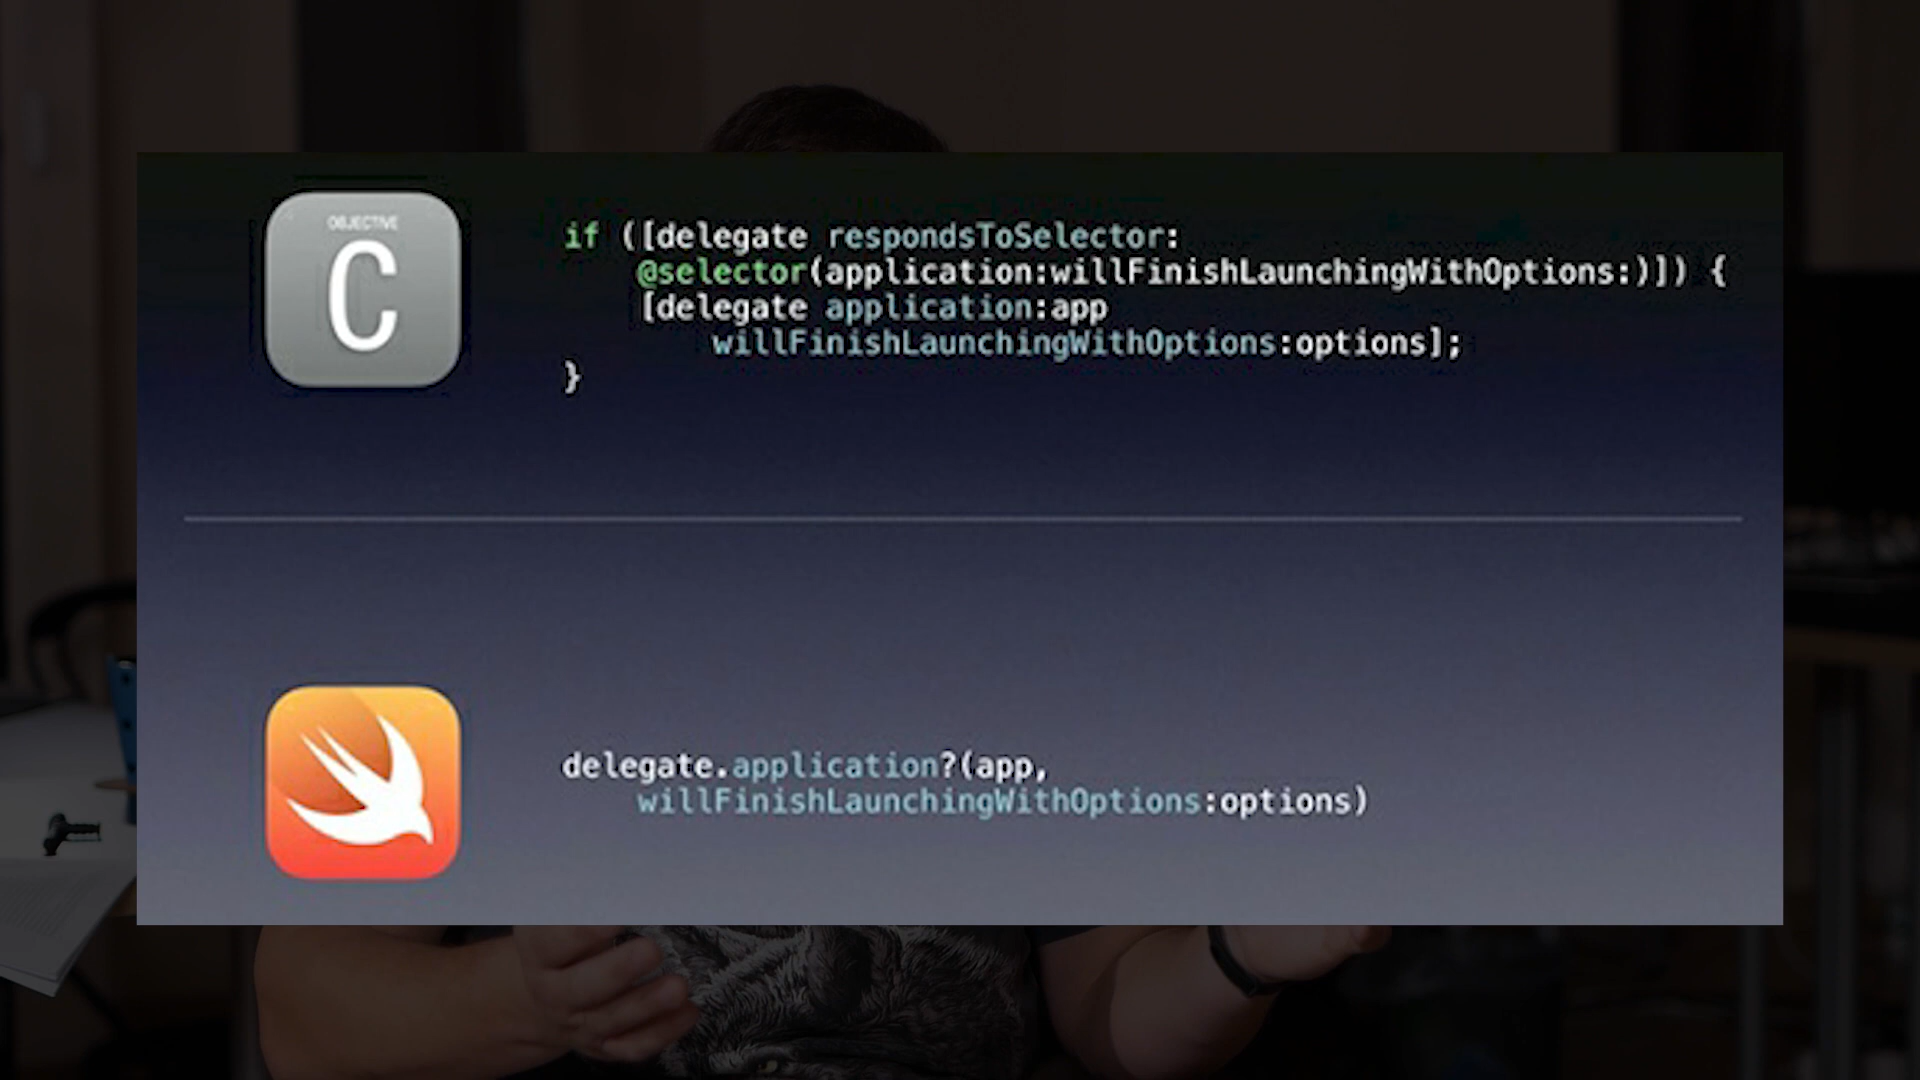 OBJECTIVE
C
if ([delegate respondsToSelector:
@selector(application:willFinishLaunchingWithOptions:)]) {
[delegate application:app
willFinishLaunchingWithOptions:options];
}
delegate.application?(app,
willFinishLaunchingWithOptions:options)